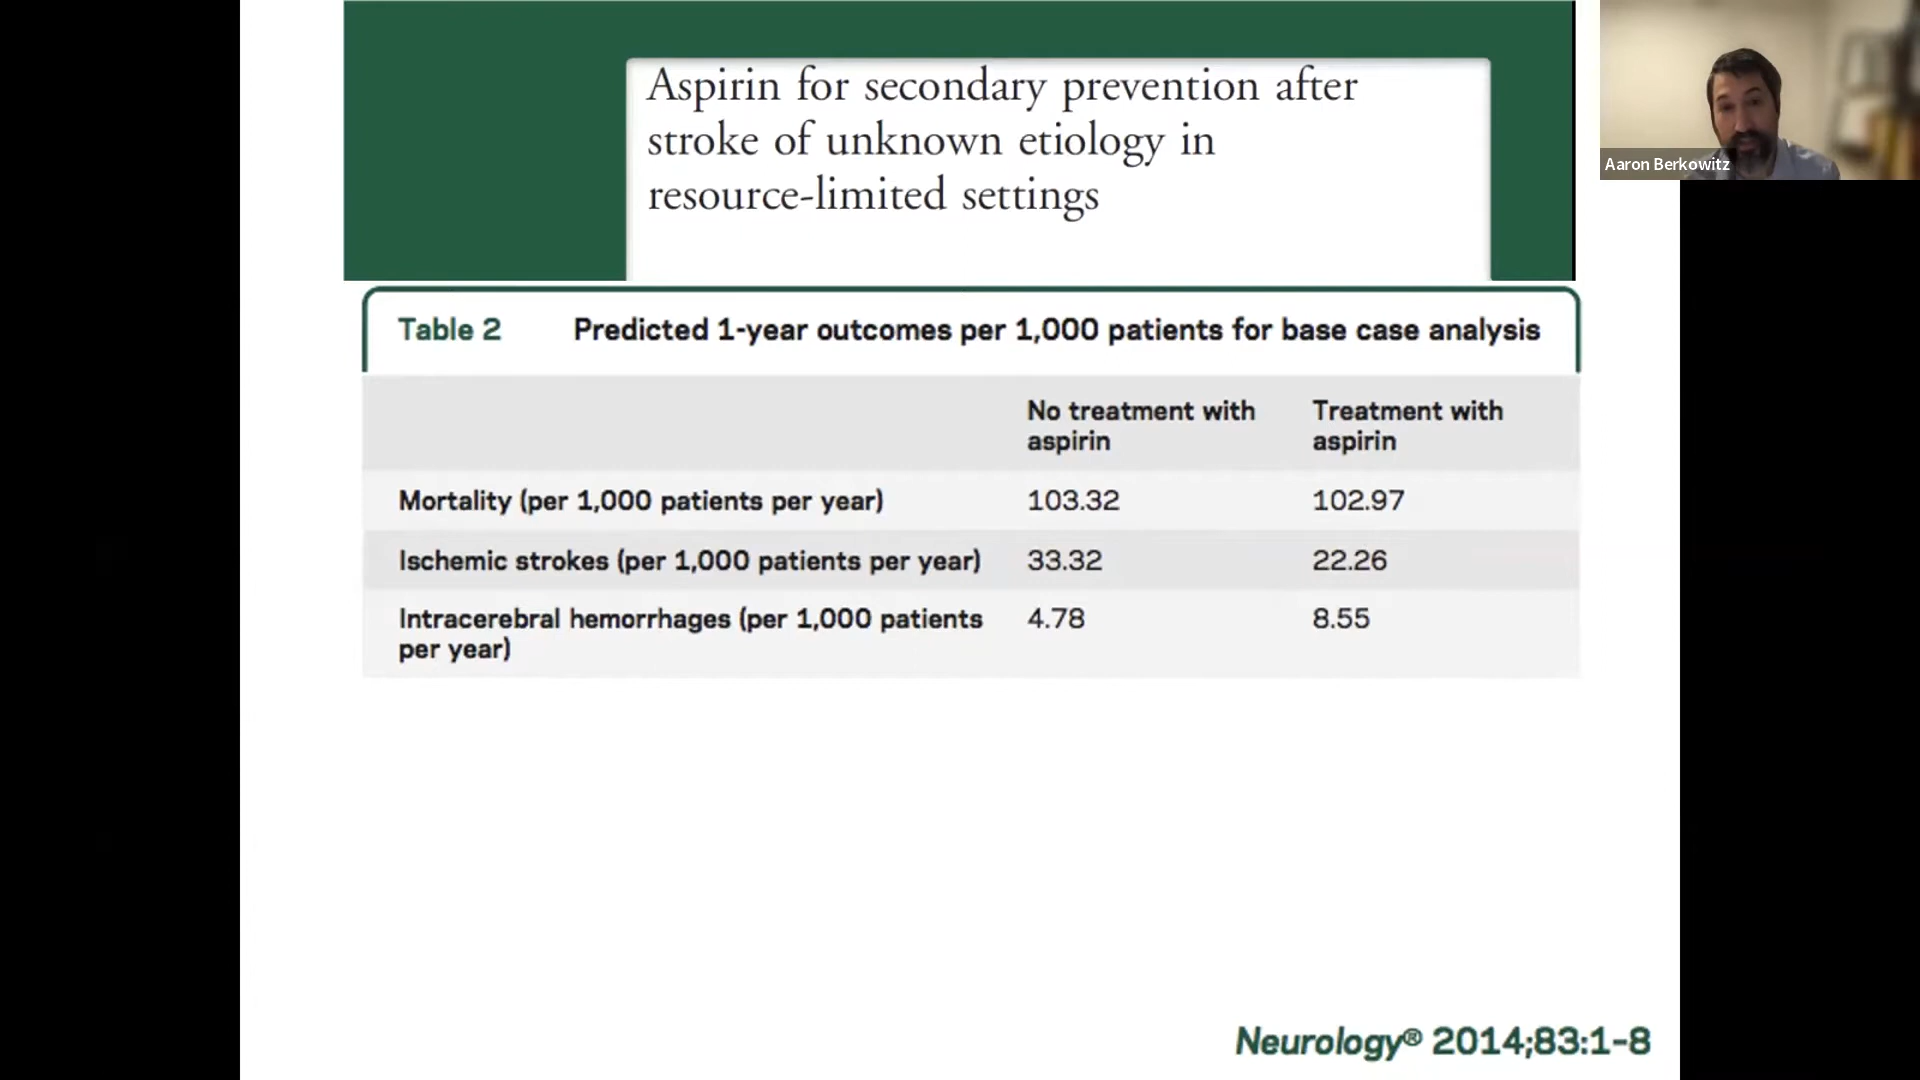 Aspirin for secondary prevention after
stroke of unknown etiology in
resource-limited settings
Aaron Berkowitz
Table 2 Predicted 1-year outcomes per 1,000 patients for base case analysis
No treatment with aspirin Treatment with aspirin
Mortality (per 1,000 patients per year) 103.32 102.97
Ischemic strokes (per 1,000 patients per year) 33.32 22.26
Intracerebral hemorrhages (per 1,000 patients 4.78 8.55
per year)
Neurology® 2014;83:1–8